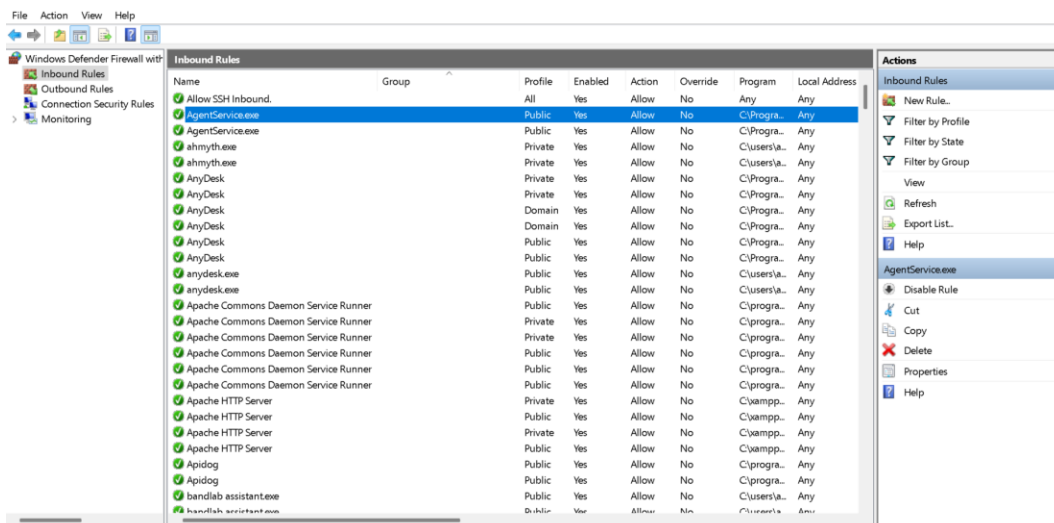 File Action View Help
Windows Defender Firewall with
Inbound Rules
Outbound Rules
Connection Security Rules
Monitoring
Inbound Rules
Name Group Profile Enabled Action Override Program Local Address
Allow SSH Inbound. All Yes Allow No Any Any
AgentService.exe Public Yes Allow No C:\Progra... Any
AgentService.exe Public Yes Allow No C:\Progra... Any
ahmyth.exe Private Yes Allow No C:\users\a... Any
ahmyth.exe Private Yes Allow No C:\users\a... Any
AnyDesk Private Yes Allow No C:\Progra... Any
AnyDesk Private Yes Allow No C:\Progra... Any
AnyDesk Domain Yes Allow No C:\Progra... Any
AnyDesk Domain Yes Allow No C:\Progra... Any
AnyDesk Public Yes Allow No C:\Progra... Any
AnyDesk Public Yes Allow No C:\Progra... Any
anydesk.exe Public Yes Allow No C:\users\a... Any
anydesk.exe Public Yes Allow No C:\users\a... Any
Apache Commons Daemon Service Runner Public Yes Allow No C:\progra... Any
Apache Commons Daemon Service Runner Private Yes Allow No C:\progra... Any
Apache Commons Daemon Service Runner Private Yes Allow No C:\progra... Any
Apache Commons Daemon Service Runner Public Yes Allow No C:\progra... Any
Apache Commons Daemon Service Runner Public Yes Allow No C:\progra... Any
Apache Commons Daemon Service Runner Public Yes Allow No C:\progra... Any
Apache HTTP Server Private Yes Allow No C:\xampp... Any
Apache HTTP Server Public Yes Allow No C:\xampp... Any
Apache HTTP Server Private Yes Allow No C:\xampp... Any
Apache HTTP Server Public Yes Allow No C:\xampp... Any
Apidog Public Yes Allow No C:\progra... Any
Apidog Public Yes Allow No C:\progra... Any
bandlab assistant.exe Public Yes Allow No C:\users\a... Any
bandlab assistant.exe Public Yes Allow No C:\users\a... Any
Actions
Inbound Rules
New Rule...
Filter by Profile
Filter by State
Filter by Group
View
Refresh
Export List...
Help
AgentService.exe
Disable Rule
Cut
Copy
Delete
Properties
Help